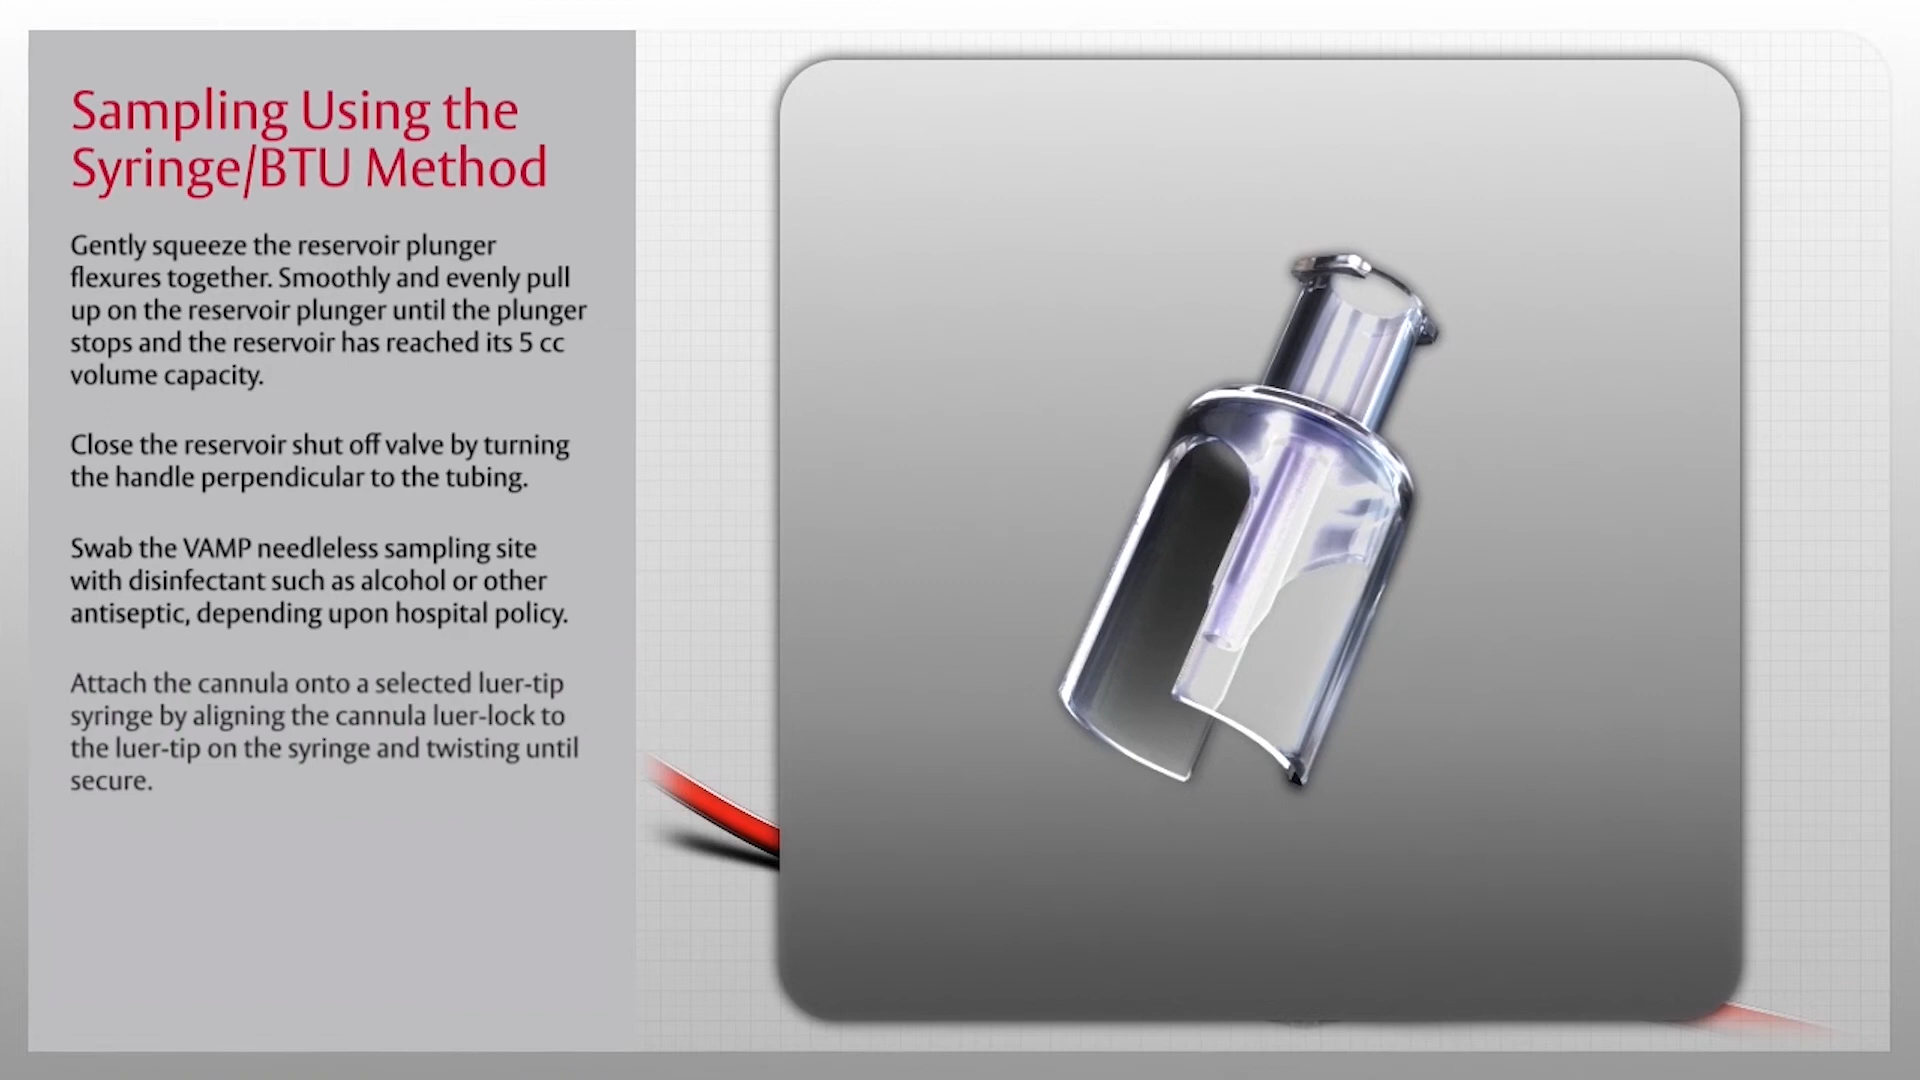 Sampling Using the
Syringe/BTU Method
Gently squeeze the reservoir plunger
flexures together. Smoothly and evenly pull
up on the reservoir plunger until the plunger
stops and the reservoir has reached its 5 cc
volume capacity.
Close the reservoir shut off valve by turning
the handle perpendicular to the tubing.
Swab the VAMP needleless sampling site
with disinfectant such as alcohol or other
antiseptic, depending upon hospital policy.
Attach the cannula onto a selected luer-tip
syringe by aligning the cannula luer-lock to
the luer-tip on the syringe and twisting until
secure.